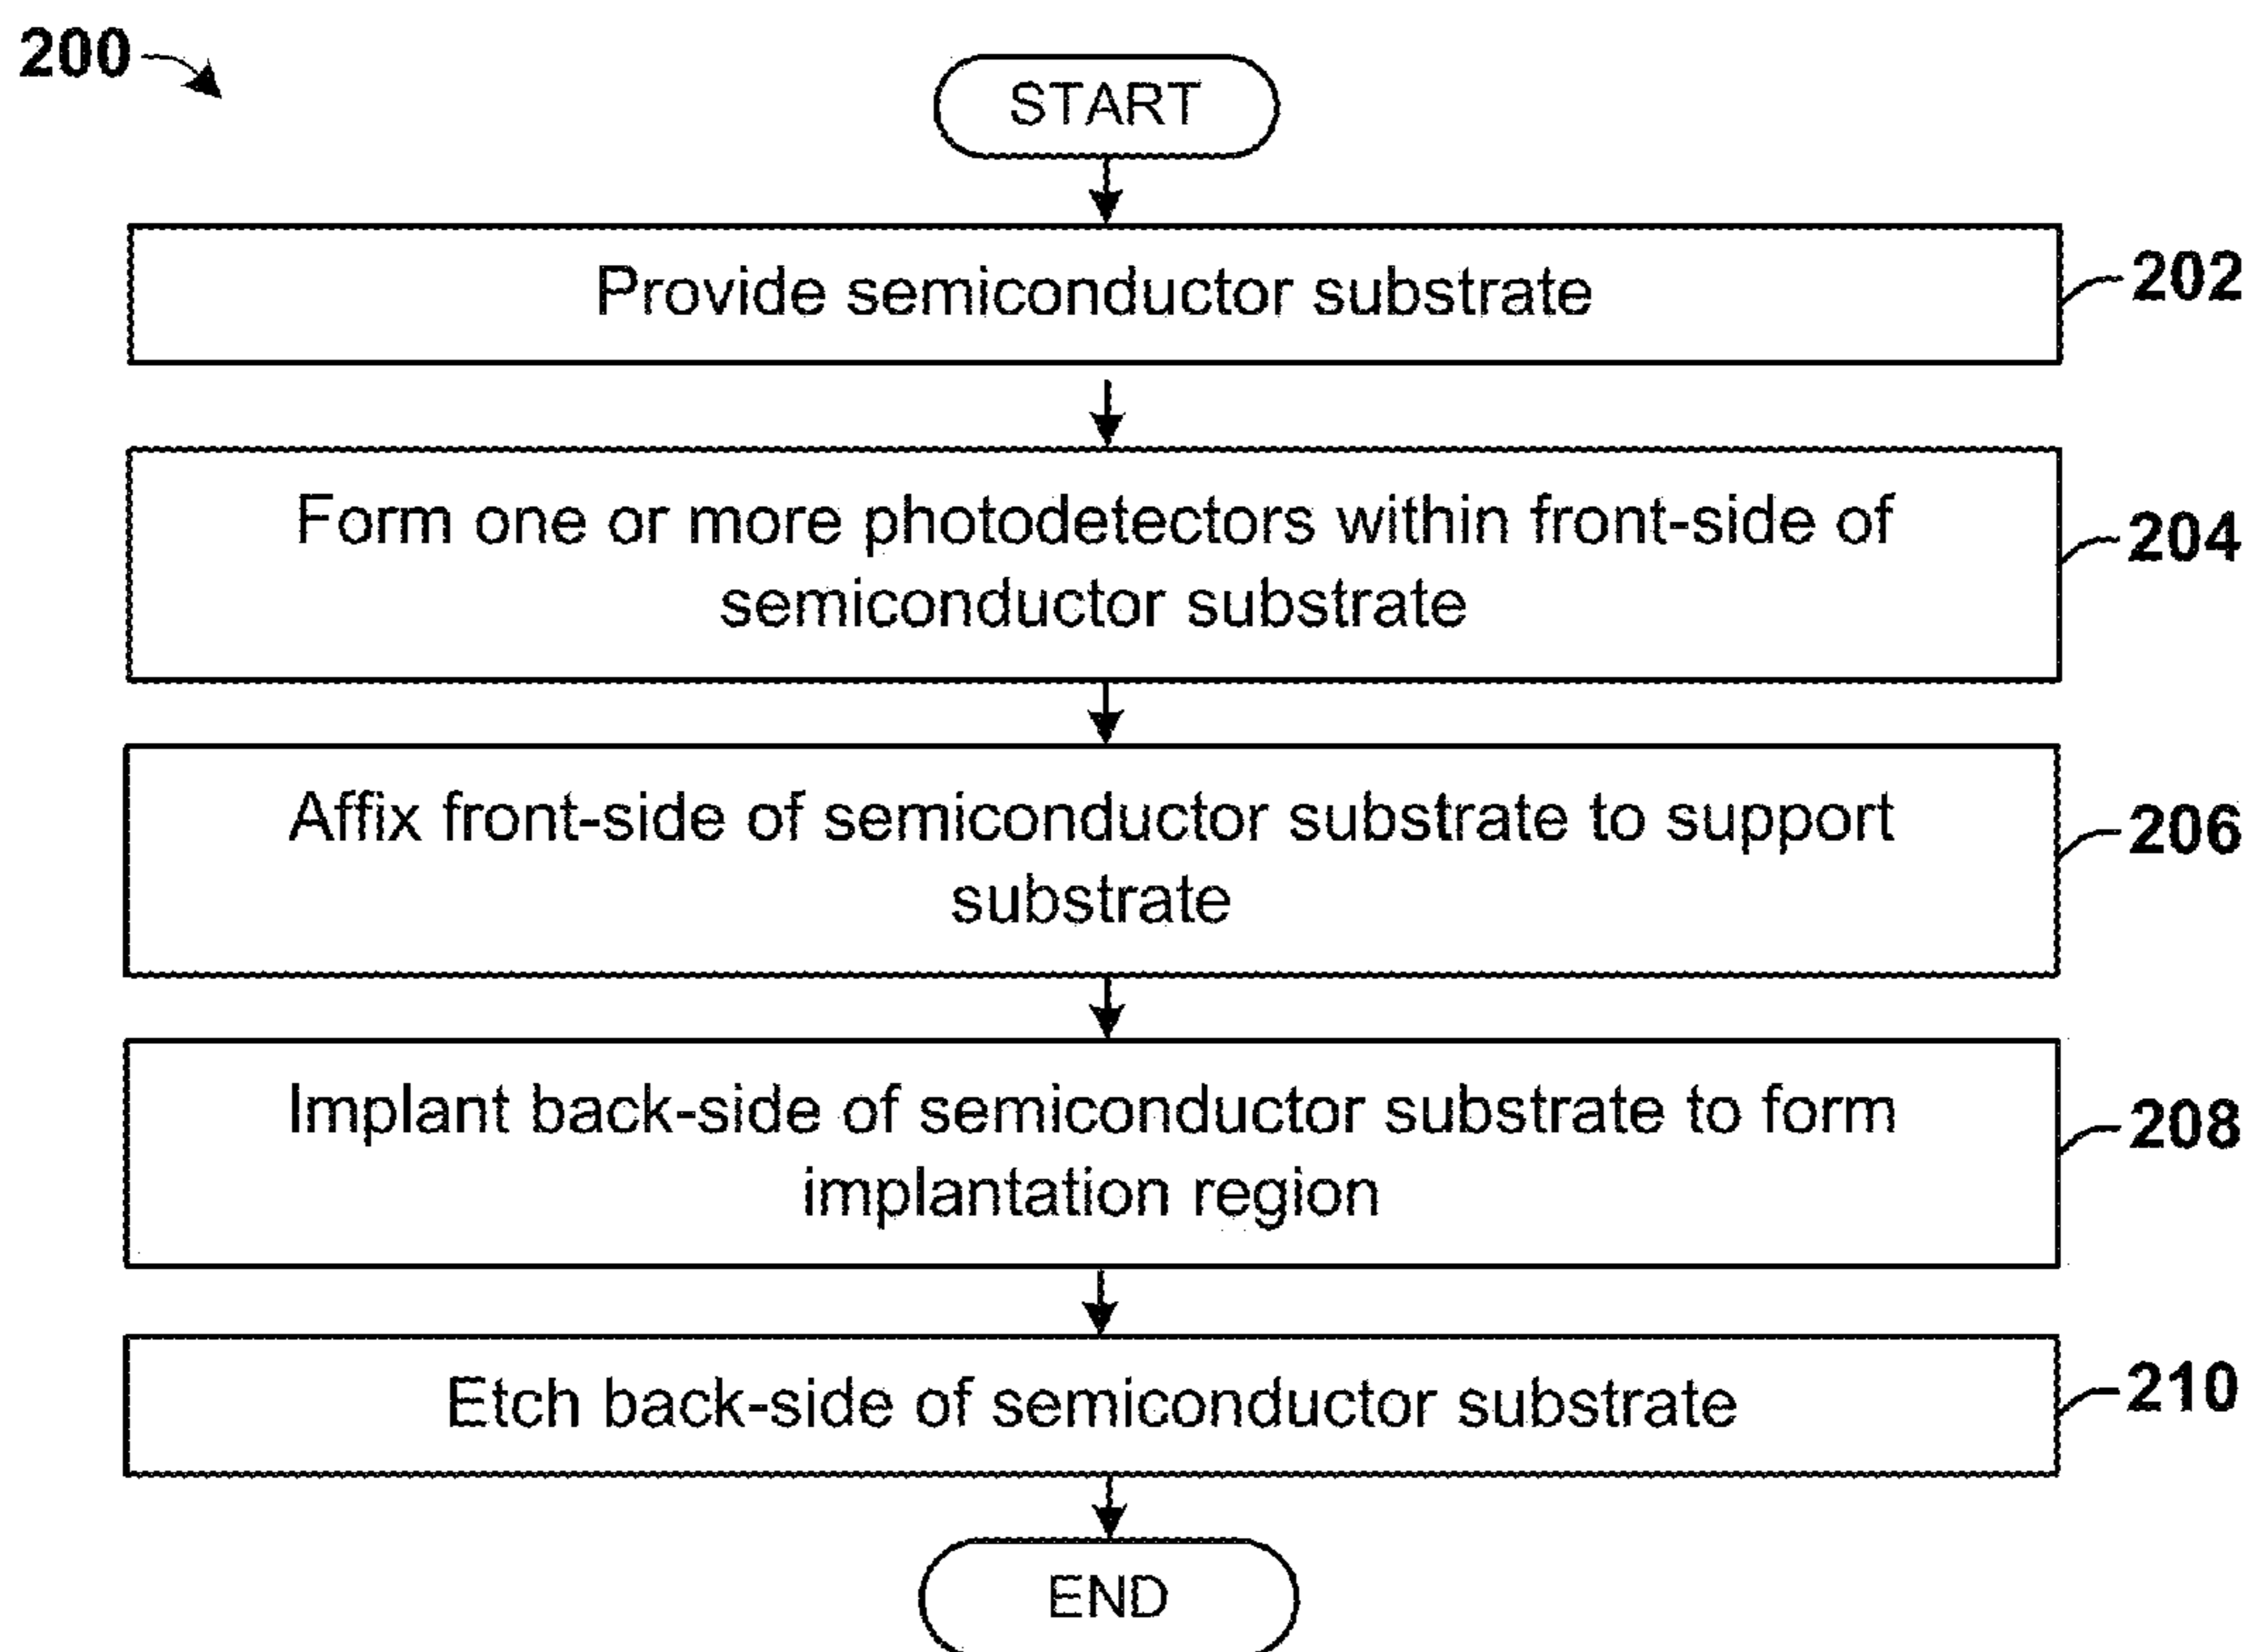 200
START
Provide semiconductor substrate
202
Form one or more photodetectors within front-side of
semiconductor substrate
204
Affix front-side of semiconductor substrate to support
substrate
206
Implant back-side of semiconductor substrate to form
implantation region
208
Etch back-side of semiconductor substrate
210
END